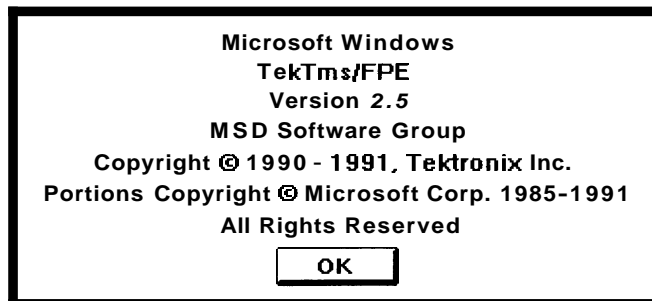 Microsoft Windows
TekTms/FPE
Version 2.5
MSD Software Group
Copyright © 1990 - 1991, Tektronix Inc.
Portions Copyright © Microsoft Corp. 1985-1991
All Rights Reserved
OK